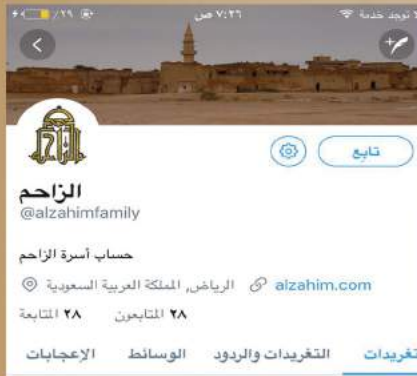 لا توجد خدمة ٧:٢٦ ص ٢٩٪
تابع
الزاحم
@alzahimfamily
حساب أسرة الزاحم
الرياض, المملكة العربية السعودية alzahim.com
٢٨ المتابعون ٢٨ المتابعة
تغريدات التغريدات والردود الوسائط الإعجابات